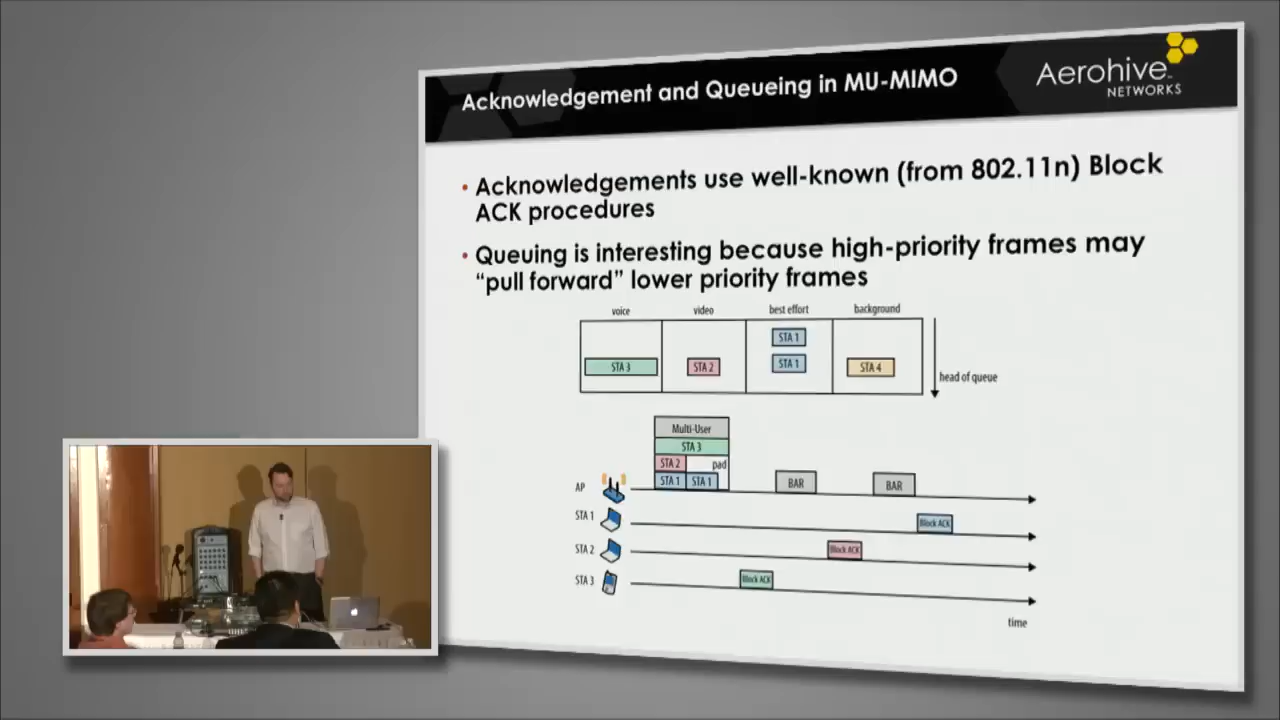 Acknowledgement and Queueing in MU-MIMO
Aerohive
NETWORKS
• Acknowledgements use well-known (from 802.11n) Block
ACK procedures
• Queuing is interesting because high-priority frames may
“pull forward” lower priority frames
voice video best effort background
STA 1
STA 3 STA 2 STA 1 STA 4
head of queue
Multi-User
STA 3
STA 2 pad
STA 1 STA 1
AP BAR BAR
STA 1 Block ACK
STA 2 Block ACK
STA 3 Block ACK
time